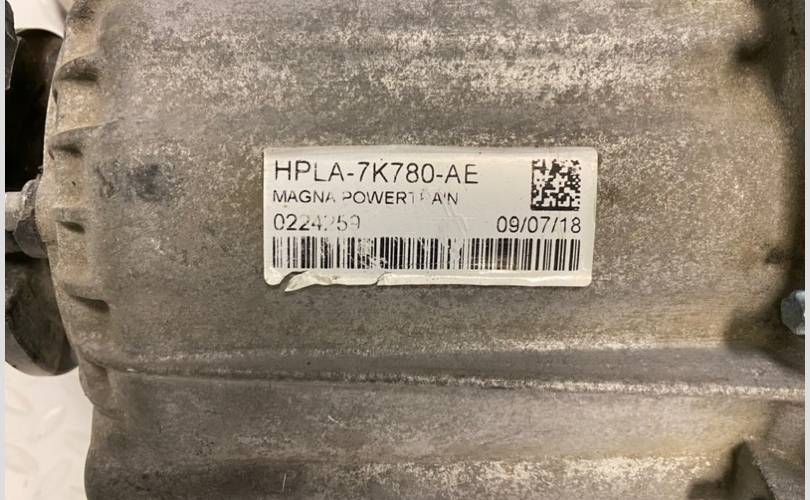 HPLA-7K780-AE
MAGNA POWERTRAIN
0224259
09/07/18